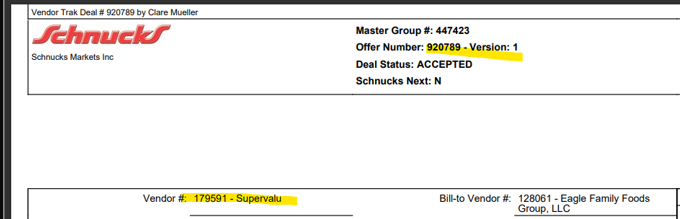 Vendor Trak Deal # 920789 by Clare Mueller
Schnucks
Schnucks Markets Inc
Master Group #: 447423
Offer Number: 920789 - Version: 1
Deal Status: ACCEPTED
Schnucks Next: N
Vendor #: 179591 - Supervalu
Bill-to Vendor #: 128061 - Eagle Family Foods
Group, LLC